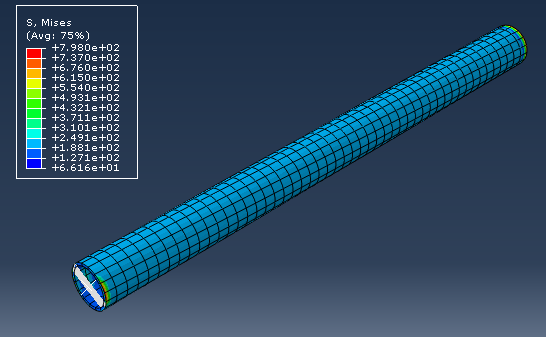 S, Mises
(Avg: 75%)
+7.980e+02
+7.370e+02
+6.760e+02
+6.150e+02
+5.540e+02
+4.931e+02
+4.321e+02
+3.711e+02
+3.101e+02
+2.491e+02
+1.881e+02
+1.271e+02
+6.616e+01